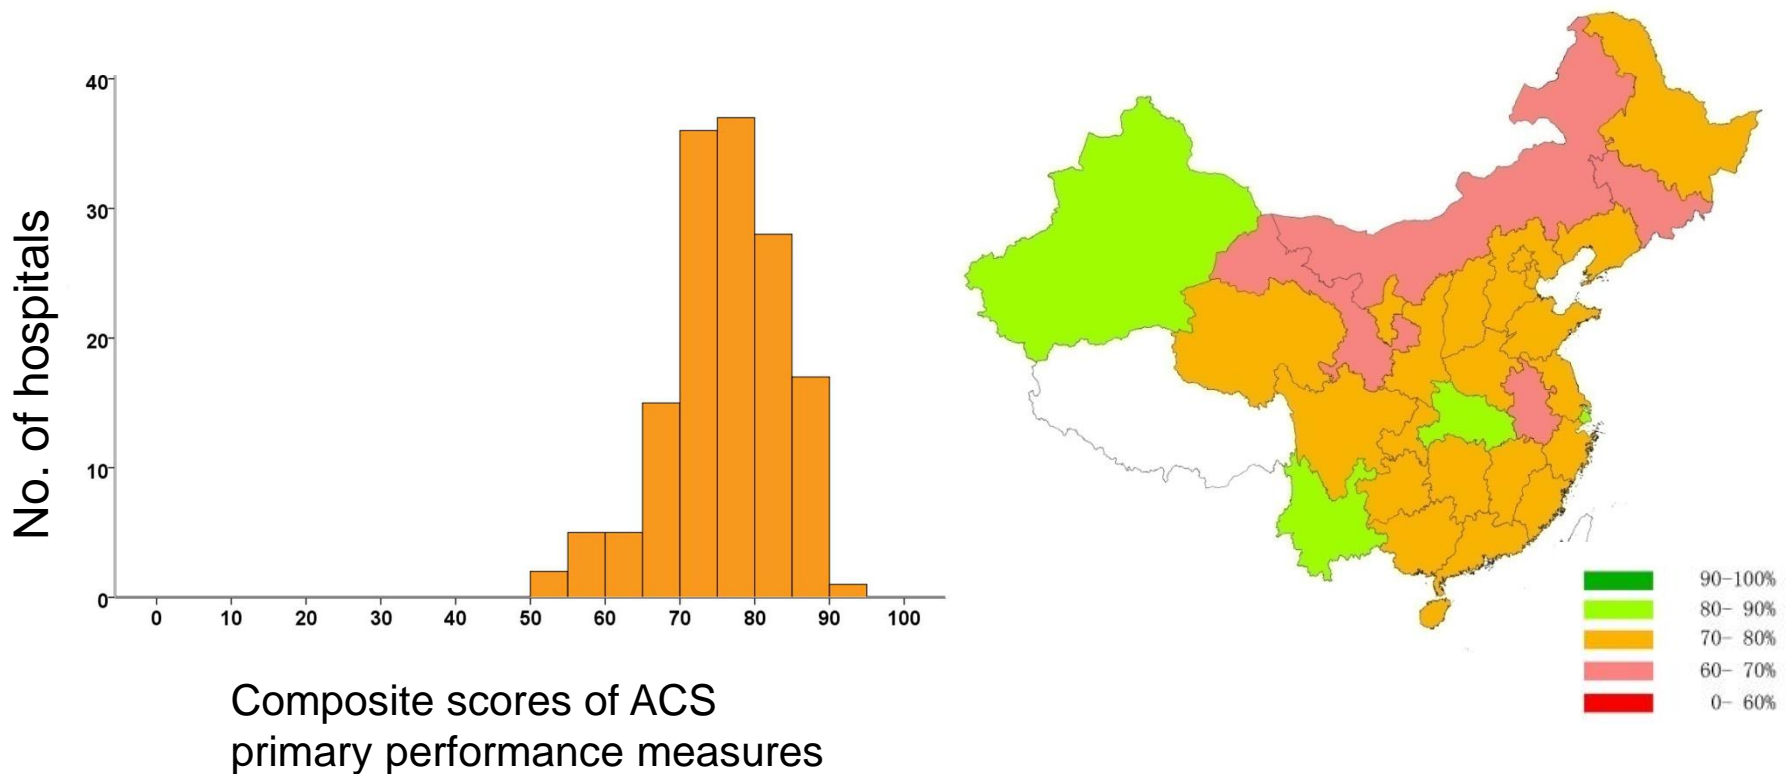 No. of hospitals
40
30
20
10
0
0 10 20 30 40 50 60 70 80 90 100
Composite scores of ACS
primary performance measures
90-100%
80- 90%
70- 80%
60- 70%
0- 60%